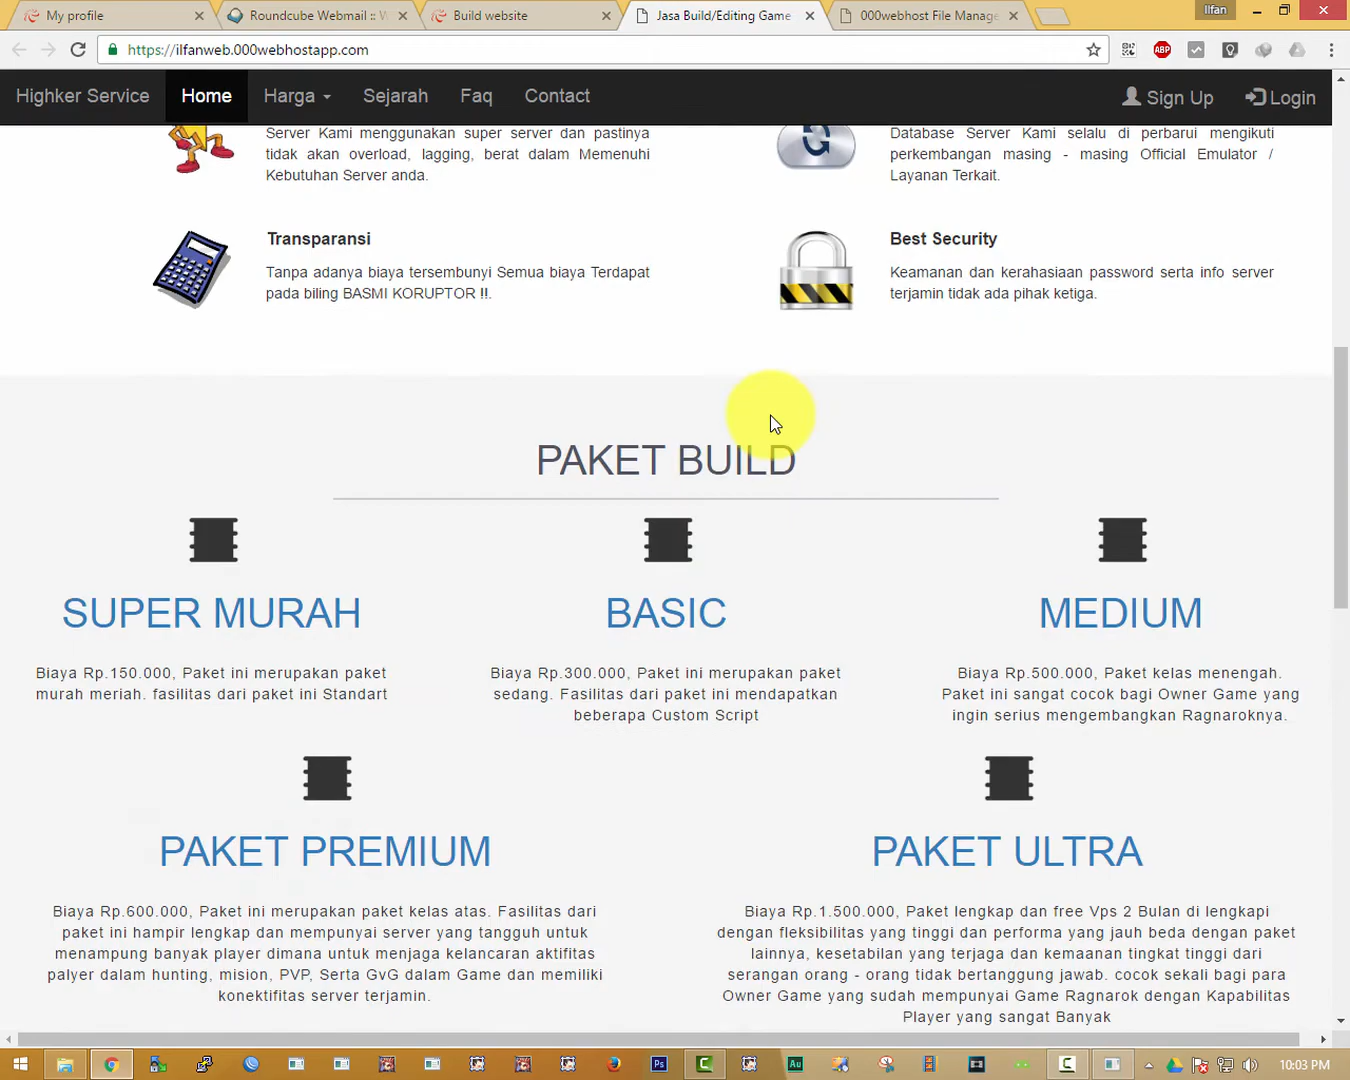 My profile
Roundcube Webmail :: W
Build website
Jasa Build/Editing Game
000webhost File Manage
Ilfan
https://ilfanweb.000webhostapp.com
ABP
Highker Service
Home
Harga
Sejarah
Faq
Contact
Sign Up
Login
Server Kami menggunakan super server dan pastinya
tidak akan overload, lagging, berat dalam Memenuhi
Kebutuhan Server anda.
Database Server Kami selalu di perbarui mengikuti
perkembangan masing - masing Official Emulator /
Layanan Terkait.
Transparansi
Tanpa adanya biaya tersembunyi Semua biaya Terdapat
pada biling BASMI KORUPTOR !!.
Best Security
Keamanan dan kerahasiaan password serta info server
terjamin tidak ada pihak ketiga.
PAKET BUILD
SUPER MURAH
Biaya Rp.150.000, Paket ini merupakan paket
murah meriah. fasilitas dari paket ini Standart
BASIC
Biaya Rp.300.000, Paket ini merupakan paket
sedang. Fasilitas dari paket ini mendapatkan
beberapa Custom Script
MEDIUM
Biaya Rp.500.000, Paket kelas menengah.
Paket ini sangat cocok bagi Owner Game yang
ingin serius mengembangkan Ragnaroknya.
PAKET PREMIUM
Biaya Rp.600.000, Paket ini merupakan paket kelas atas. Fasilitas dari
paket ini hampir lengkap dan mempunyai server yang tangguh untuk
menampung banyak player dimana untuk menjaga kelancaran aktifitas
palyer dalam hunting, mision, PVP, Serta GvG dalam Game dan memiliki
konektifitas server terjamin.
PAKET ULTRA
Biaya Rp.1.500.000, Paket lengkap dan free Vps 2 Bulan di lengkapi
dengan fleksibilitas yang tinggi dan performa yang jauh beda dengan paket
lainnya, kesetabilan yang terjaga dan kemaanan tingkat tinggi dari
serangan orang - orang tidak bertanggung jawab. cocok sekali bagi para
Owner Game yang sudah mempunyai Game Ragnarok dengan Kapabilitas
Player yang sangat Banyak
Ps
C
Au
C
10:03 PM